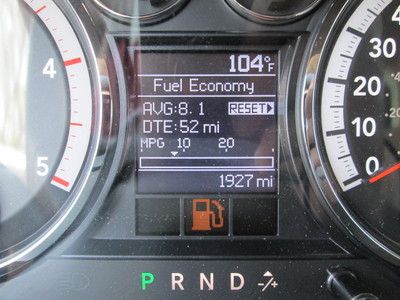 104°F
Fuel Economy
AVG:8.1 RESET
DTE:52 mi
MPG 10 20
1927 mi
P R N D -/+
4
5
40
30
20
10
0